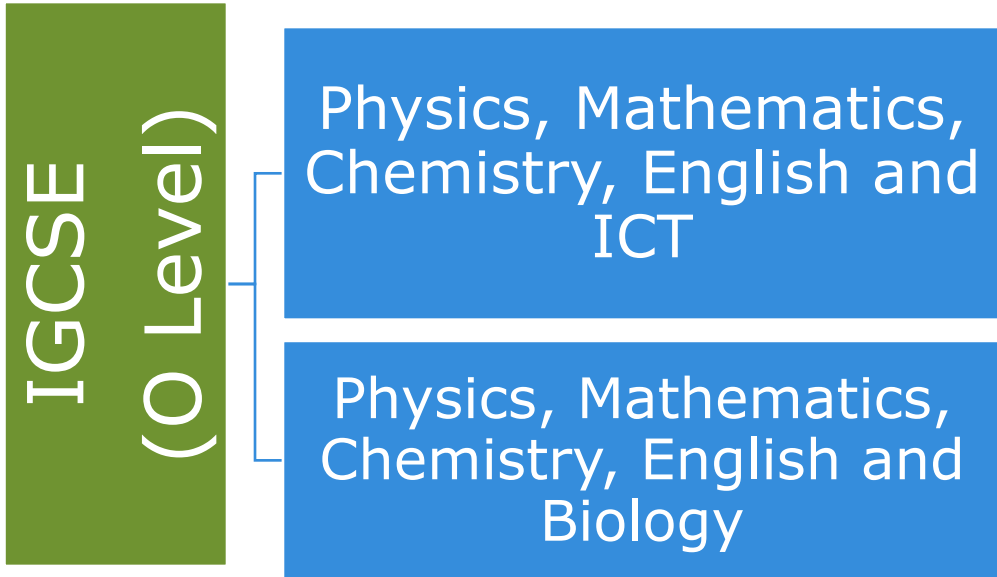 IGCSE
(O Level)
Physics, Mathematics,
Chemistry, English and
ICT
Physics, Mathematics,
Chemistry, English and
Biology